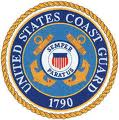 UNITED STATES COAST GUARD
SEMPER
PARATUS
1790